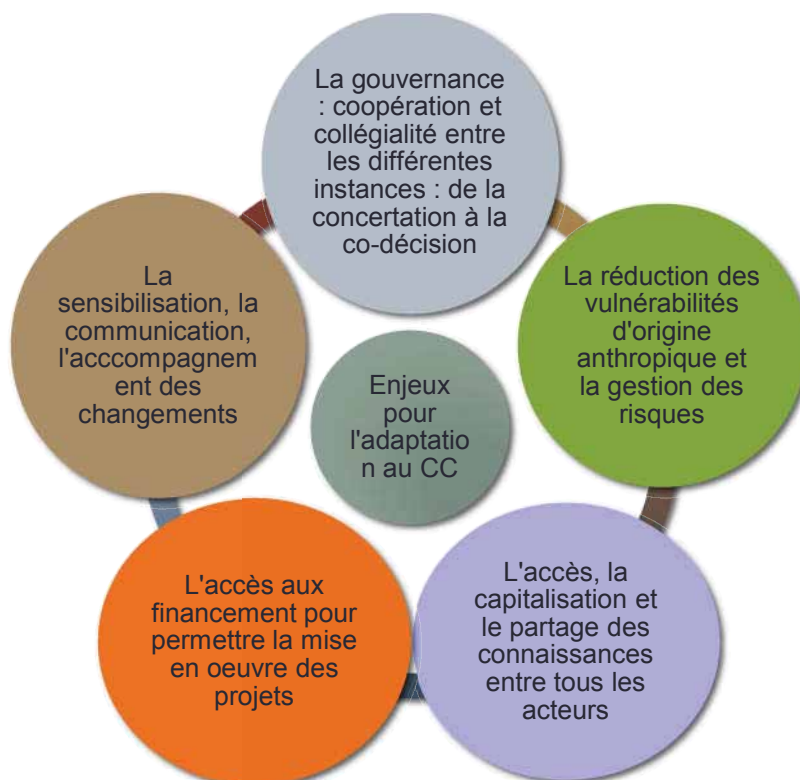 La gouvernance
: coopération et
collégialité entre
les différentes
instances : de la
concertation à la
co-décision
La réduction des
vulnérabilités
d'origine
anthropique et
la gestion des
risques
L'accès, la
capitalisation et
le partage des
connaissances
entre tous les
acteurs
L'accès aux
financement pour
permettre la mise
en oeuvre des
projets
La
sensibilisation, la
communication,
l'acccompagnem
ent des
changements
Enjeux
pour
l'adaptatio
n au CC